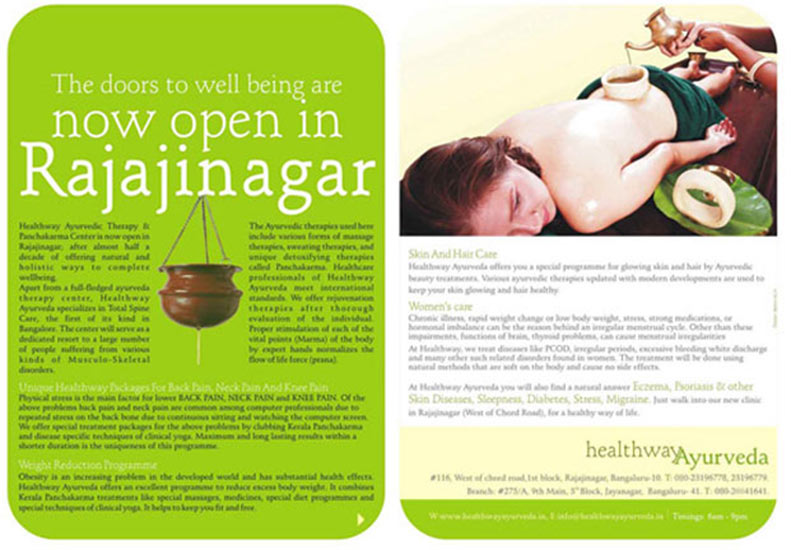 The doors to well being are
now open in
Rajajinagar
Healthway Ayurvedic Therapy &
Panchakarma Center is now open in
Rajajinagar, after almost half a
decade of offering natural and
holistic ways to complete
wellbeing.
Apart from a full-fledged ayurveda
therapy center, Healthway
Ayurveda specializes in Total Spine
Care, the first of its kind in
Bangalore. The center will serve as a
dedicated resort to a large number
of people suffering from various
kinds of Musculo-Skeletal
disorders.
The Ayurvedic therapies used here
include various forms of massage
therapies, sweating therapies, and
unique detoxifying therapies
called Panchakarma. Healthcare
professionals of Healthway
Ayurveda meet international
standards. We offer rejuvenation
therapies after thorough
evaluation of the individual.
Proper stimulation of each of the
vital points (Marma) of the body
by expert hands normalizes the
flow of life force (prana).
Unique Healthway Packages For Back Pain, Neck Pain And Knee Pain
Physical stress is the main factor for lower BACK PAIN, NECK PAIN and KNEE PAIN. Of the
above problems back pain and neck pain are common among computer professionals due to
repeated stress on the back bone due to continuous sitting and watching the computer screen.
We offer special treatment packages for the above problems by clubbing Kerala Panchakarma
and disease specific techniques of clinical yoga. Maximum and long lasting results within a
shorter duration is the uniqueness of this programme.
Weight Reduction Programme
Obesity is an increasing problem in the developed world and has substantial health effects.
Healthway Ayurveda offers an excellent programme to reduce excess body weight. It combines
Kerala Panchakarma treatments like special massages, medicines, special diet programmes and
special techniques of clinical yoga. It helps to keep you fit and free.
Skin And Hair Care
Healthway Ayurveda offers you a special programme for glowing skin and hair by Ayurvedic
beauty treatments. Various ayurvedic therapies updated with modern developments are used to
keep your skin glowing and hair healthy.
Women's care
Chronic illness, rapid weight change or low body weight, stress, strong medications, or
hormonal imbalance can be the reason behind an irregular menstrual cycle. Other than these
impairments, functions of brain, thyroid problems, can cause menstrual irregularities
At Healthway, we treat diseases like PCOD, irregular periods, excessive bleeding white discharge
and many other such related disorders found in women. The treatment will be done using
natural methods that are soft on the body and cause no side effects.
At Healthway Ayurveda you will also find a natural answer Eczema, Psoriasis & other
Skin Diseases, Sleepness, Diabetes, Stress, Migraine. Just walk into our new clinic
in Rajajinagar (West of Chord Road), for a healthy way of life.
healthway Ayurveda
#116, West of chord road,1st block, Rajajinagar, Bangaluru-10. T: 080-23196778, 23196779.
Branch: #275/A, 9th Main, 5th Block, Jayanagar, Bangaluru- 41. T: 080-20041641.
W:www.healthwayayurveda.in, E:info@healthwayayurveda.in | Timings: 6am - 9pm